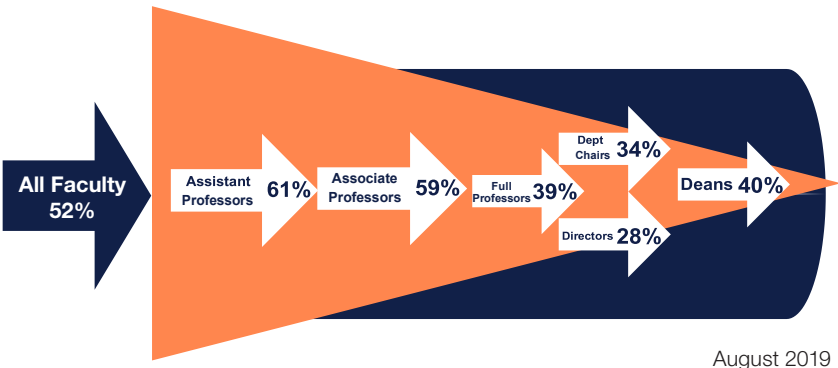 All Faculty
52%
Assistant
Professors
61%
Associate
Professors
59%
Full
Professors
39%
Dept
Chairs
34%
Directors
28%
Deans
40%
August 2019